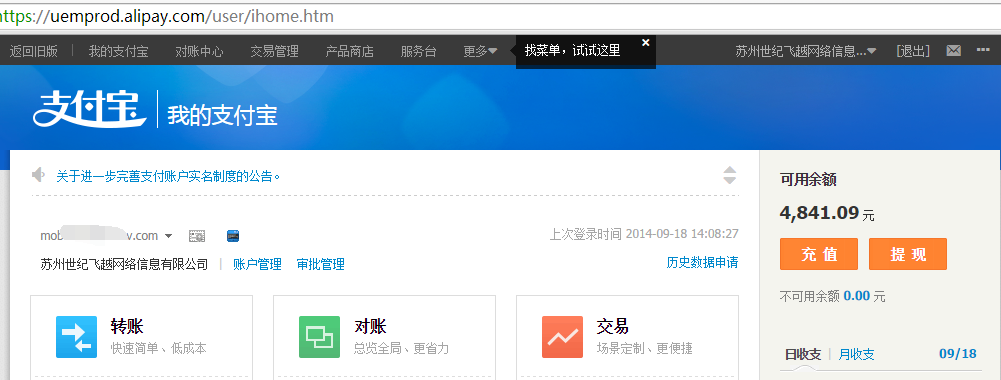 https://uemprod.alipay.com/user/ihome.htm
返回旧版 | 我的支付宝 对账中心 交易管理 产品商店 服务台 更多 找菜单，试试这里 × 苏州世纪飞越网络信息... [退出]
支付宝 | 我的支付宝
关于进一步完善支付账户实名制度的公告。
可用余额
4,841.09 元
充 值 提 现
不可用余额 0.00 元
日收支 | 月收支 09/18
.com 上次登录时间 2014-09-18 14:08:27
苏州世纪飞越网络信息有限公司 | 账户管理 审批管理 历史数据申请
转账 对账 交易
快速简单、低成本 总览全局、更省力 场景定制、更便捷